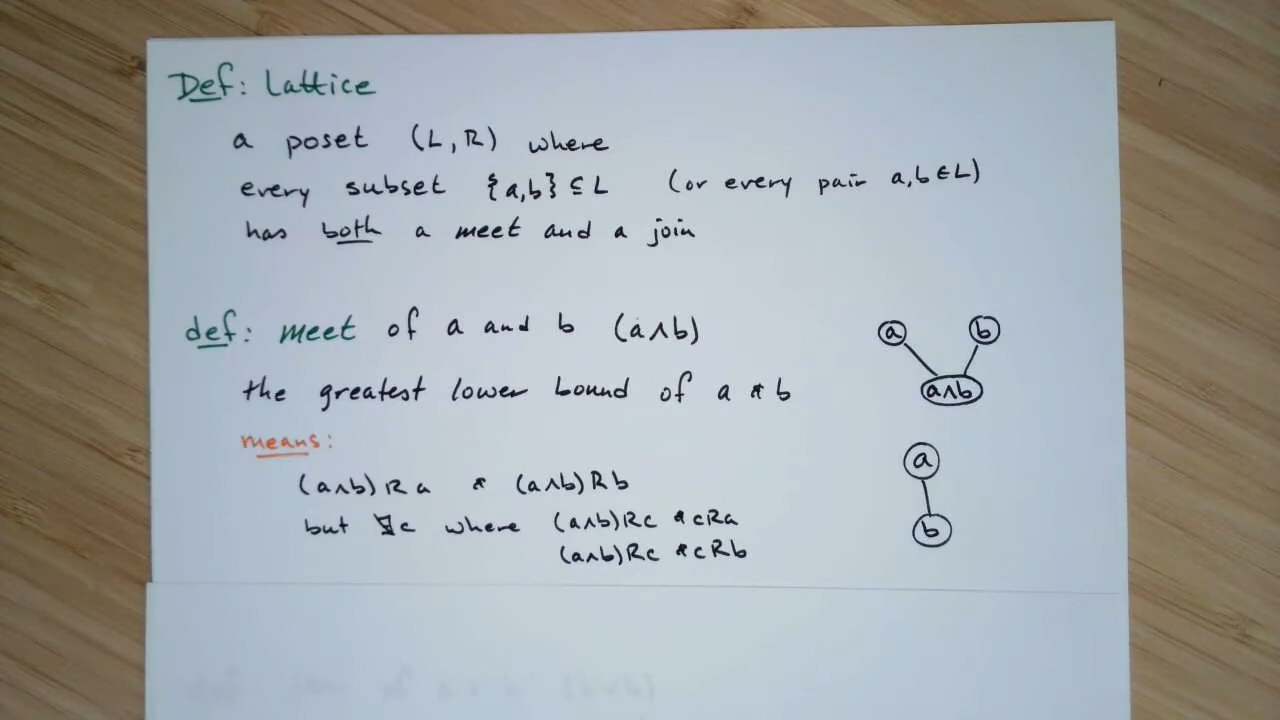 Def: Lattice
a poset (L,R) where
every subset {a,b} ⊆ L (or every pair a,b ∈ L)
has both a meet and a join
def: meet of a and b (a∧b)
the greatest lower bound of a & b
means:
(a∧b) R a & (a∧b) R b
but ∄c where (a∧b)Rc & cRa
(a∧b)Rc & cRb
a
b
a∧b
a
b